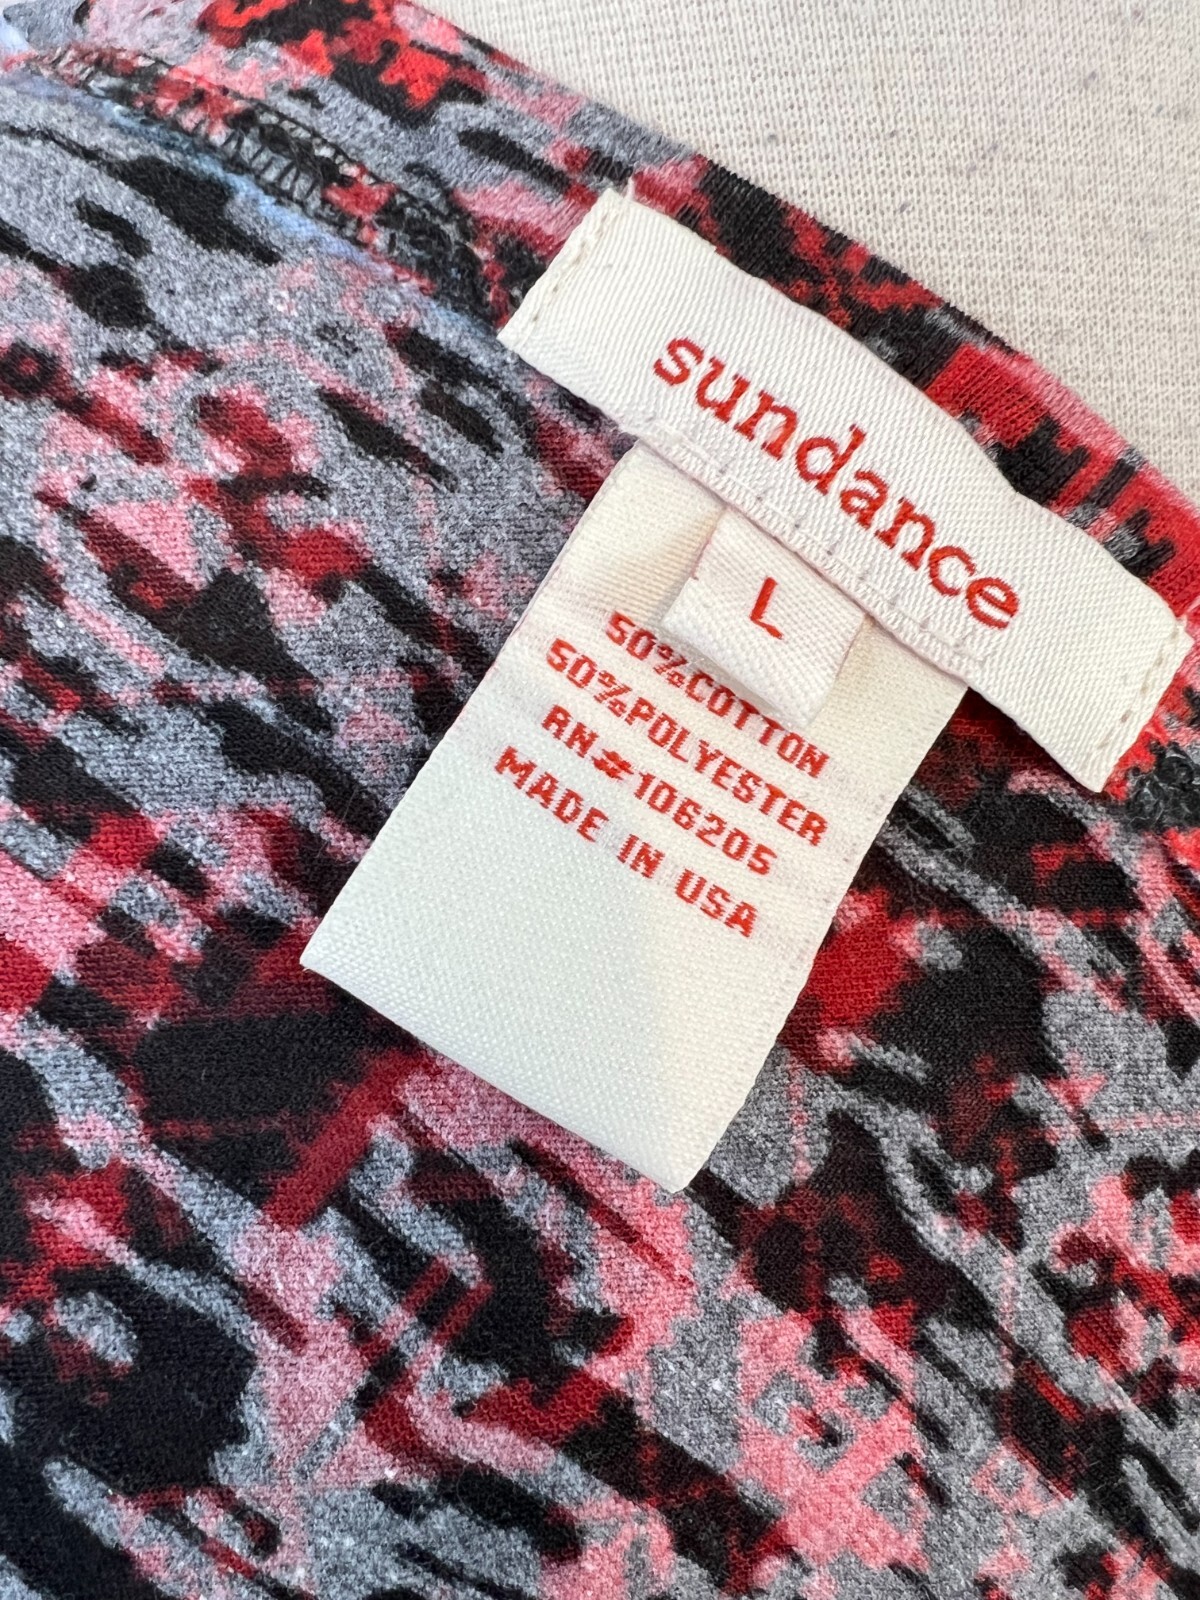 sundance
L
50%COTTON
50%POLYESTER
RN#106205
MADE IN USA